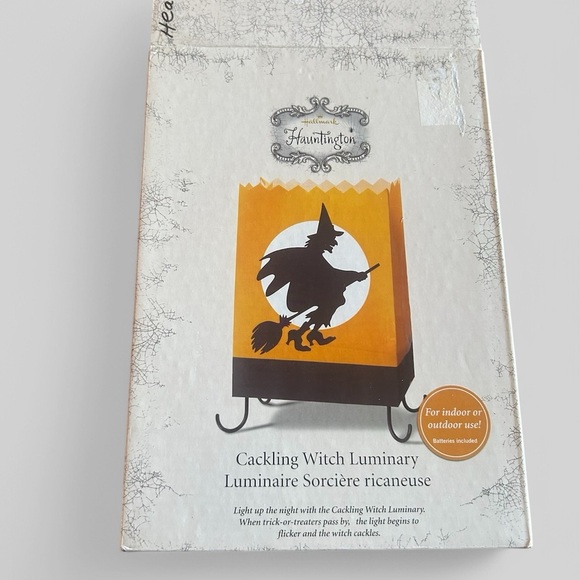 Hea
Hallmark
Hauntington
For indoor or
outdoor use!
Batteries included.
Cackling Witch Luminary
Luminaire Sorcière ricaneuse
Light up the night with the Cackling Witch Luminary.
When trick-or-treaters pass by, the light begins to
flicker and the witch cackles.